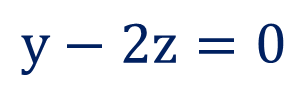 y − 2z = 0